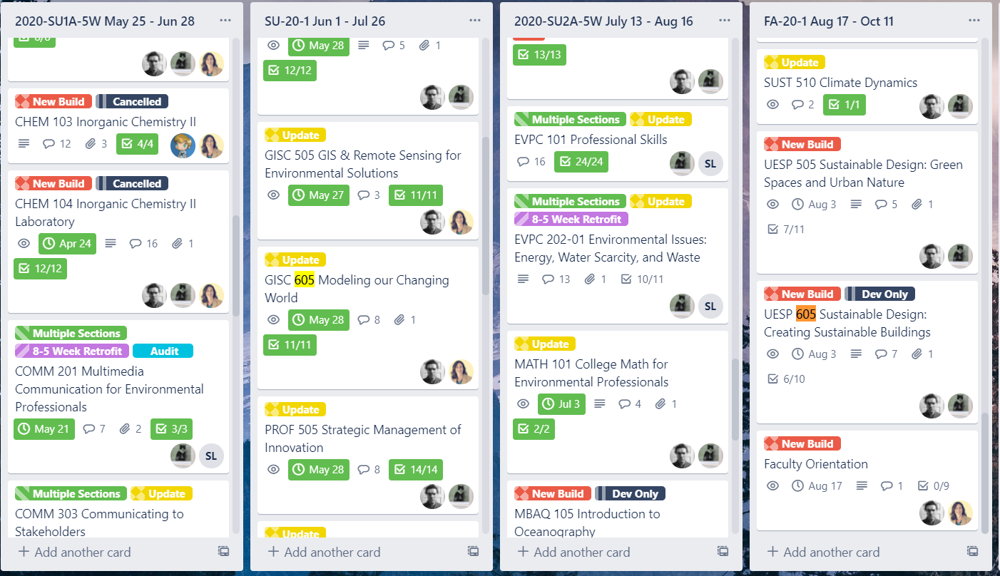 2020-SU1A-5W May 25 - Jun 28
New Build Cancelled
CHEM 103 Inorganic Chemistry II
12 3 4/4
New Build Cancelled
CHEM 104 Inorganic Chemistry II
Laboratory
Apr 24 16 1
12/12
Multiple Sections
8-5 Week Retrofit Audit
COMM 201 Multimedia
Communication for Environmental
Professionals
May 21 7 2 3/3
SL
Multiple Sections Update
COMM 303 Communicating to
Stakeholders
+ Add another card
SU-20-1 Jun 1 - Jul 26
May 28 5 1
12/12
Update
GISC 505 GIS & Remote Sensing for
Environmental Solutions
May 27 3 11/11
Update
GISC 605 Modeling our Changing
World
May 28 8 1
11/11
Update
PROF 505 Strategic Management of
Innovation
May 28 8 14/14
Update
+ Add another card
2020-SU2A-5W July 13 - Aug 16
13/13
Multiple Sections Update
EVPC 101 Professional Skills
16 24/24
SL
Multiple Sections Update
8-5 Week Retrofit
EVPC 202-01 Environmental Issues:
Energy, Water Scarcity, and Waste
13 1 10/11
SL
Update
MATH 101 College Math for
Environmental Professionals
Jul 3 4 1
2/2
New Build Dev Only
MBAQ 105 Introduction to
Oceanography
+ Add another card
FA-20-1 Aug 17 - Oct 11
Update
SUST 510 Climate Dynamics
2 1/1
New Build
UESP 505 Sustainable Design: Green
Spaces and Urban Nature
Aug 3 5 1
7/11
New Build Dev Only
UESP 605 Sustainable Design:
Creating Sustainable Buildings
Aug 3 7 1
6/10
New Build
Faculty Orientation
Aug 17 1 0/9
+ Add another card